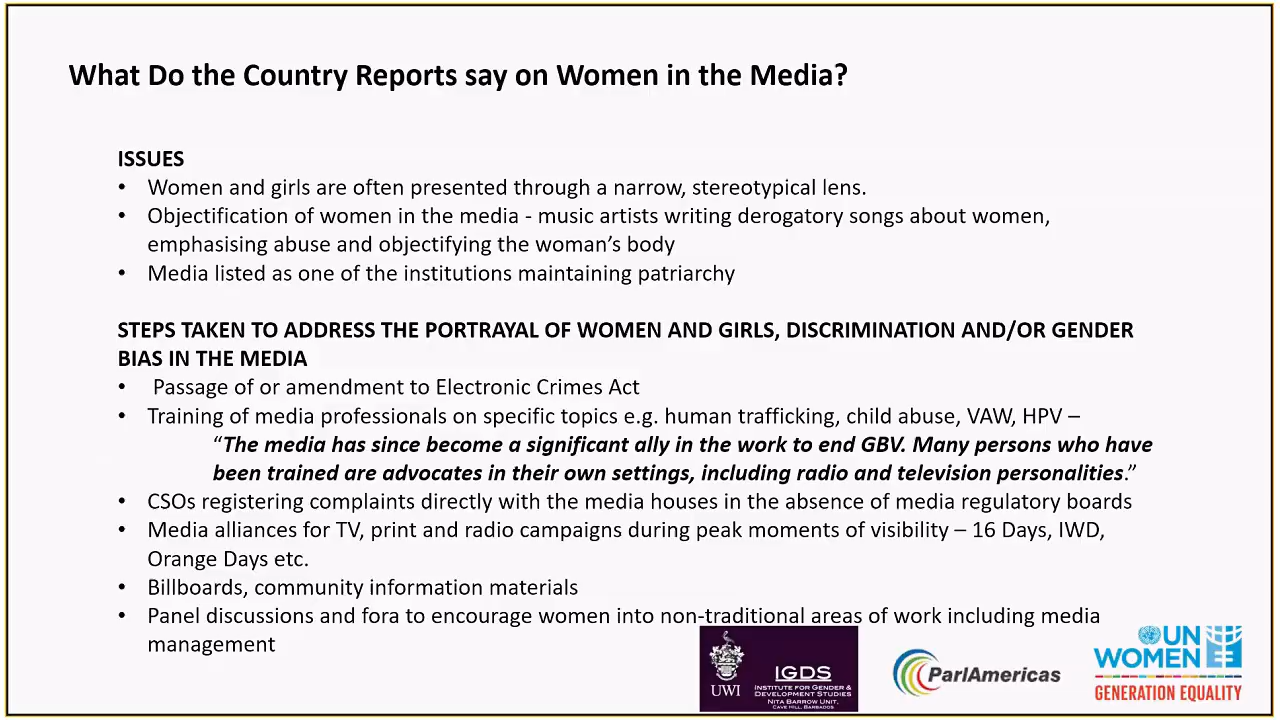 What Do the Country Reports say on Women in the Media?
ISSUES
• Women and girls are often presented through a narrow, stereotypical lens.
• Objectification of women in the media - music artists writing derogatory songs about women,
emphasising abuse and objectifying the woman's body
• Media listed as one of the institutions maintaining patriarchy
STEPS TAKEN TO ADDRESS THE PORTRAYAL OF WOMEN AND GIRLS, DISCRIMINATION AND/OR GENDER
BIAS IN THE MEDIA
• Passage of or amendment to Electronic Crimes Act
• Training of media professionals on specific topics e.g. human trafficking, child abuse, VAW, HPV –
“The media has since become a significant ally in the work to end GBV. Many persons who have
been trained are advocates in their own settings, including radio and television personalities.”
• CSOs registering complaints directly with the media houses in the absence of media regulatory boards
• Media alliances for TV, print and radio campaigns during peak moments of visibility – 16 Days, IWD,
Orange Days etc.
• Billboards, community information materials
• Panel discussions and fora to encourage women into non-traditional areas of work including media
management
UWI
IGDS
INSTITUTE FOR GENDER &
DEVELOPMENT STUDIES
NITA BARROW UNIT,
CAVE HILL, BARBADOS
ParlAmericas
UN
WOMEN
GENERATION EQUALITY